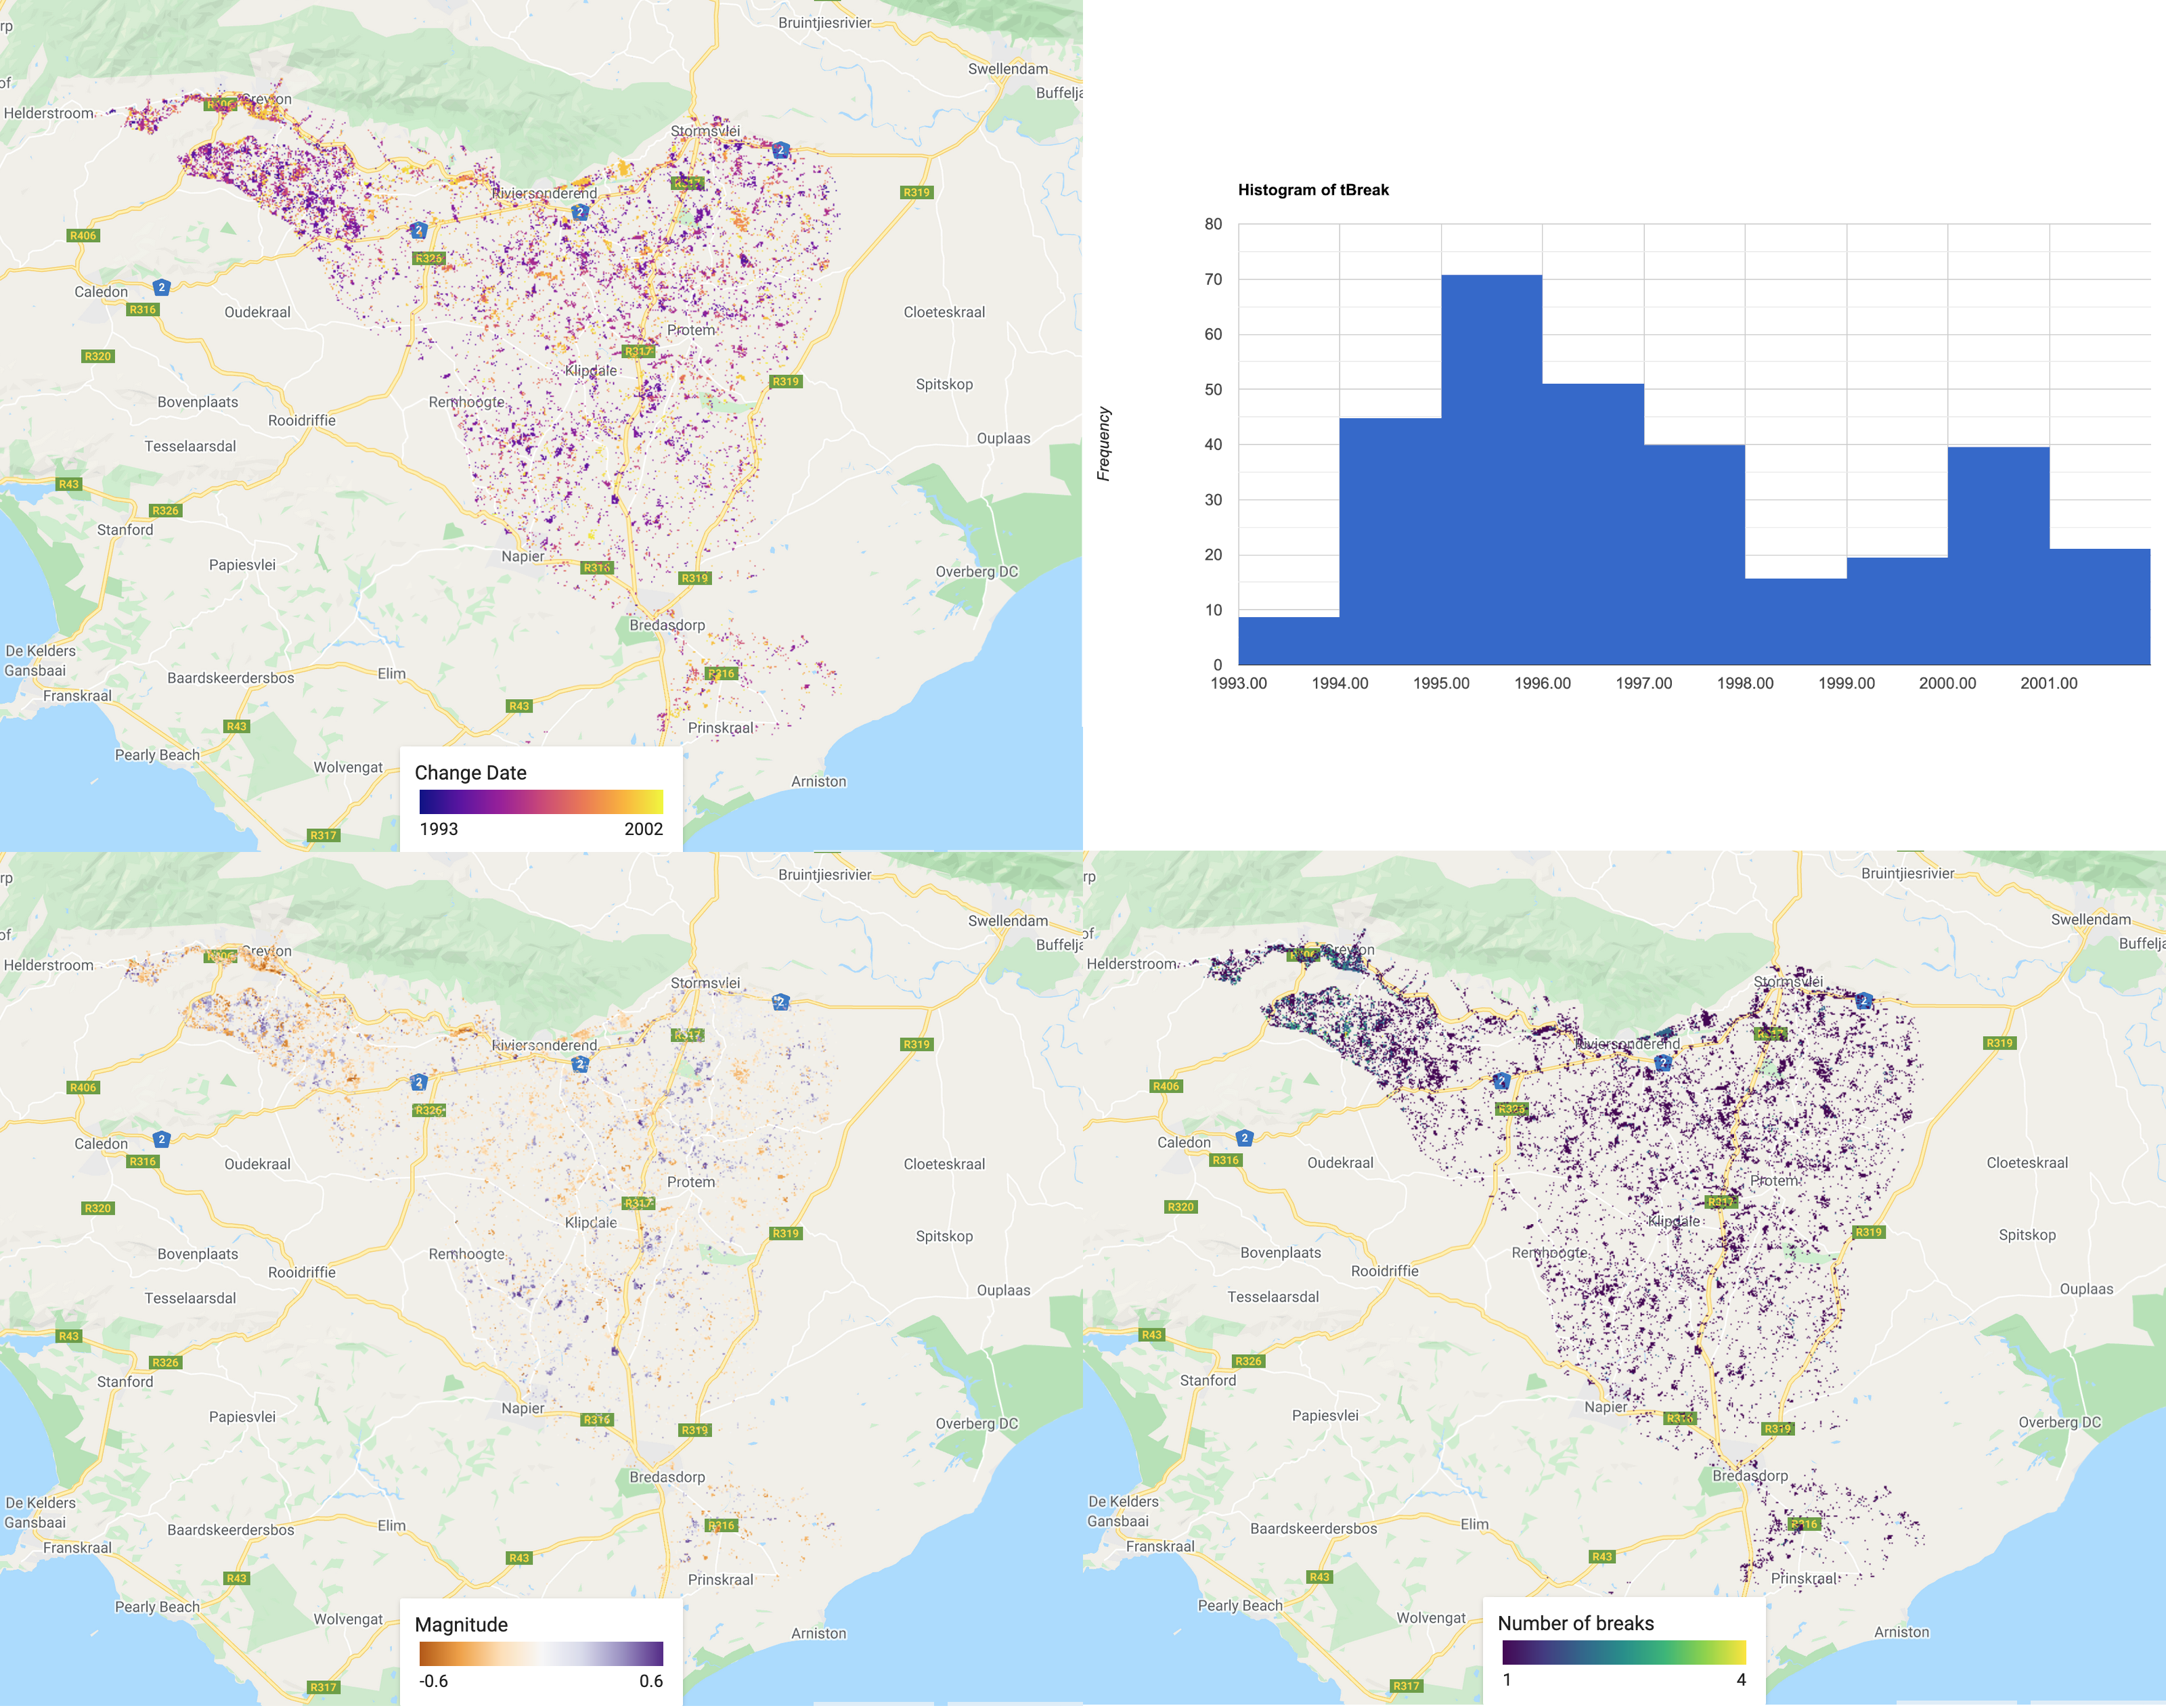 Bruintjiesrivier
rp
Swellendam
of
Buffelja
Greyton
R406
Helderstroom
Stormsvlei
2
R317
Riviersonderend
R319
2
2
R406
R326
2
Caledon
R316
Oudekraal
Cloeteskraal
Protem
R320
R317
Klipdale
R319
Spitskop
Bovenplaats
Remhoogte
Rooidriffie
Tesselaarsdal
Ouplaas
R43
R326
Stanford
Napier
Papiesvlei
R316
R319
Overberg DC
Bredasdorp
De Kelders
Gansbaai
Baardskeerdersbos
Elim
R316
Franskraal
R43
R43
Prinskraal
Pearly Beach
Wolvengat
Arniston
R317
Change Date
1993
2002
Histogram of tBreak
80
70
60
50
40
30
20
10
0
Frequency
1993.00
1994.00
1995.00
1996.00
1997.00
1998.00
1999.00
2000.00
2001.00
Bruintjiesrivier
rp
Swellendam
of
Buffelja
Greyton
R406
Helderstroom
Stormsvlei
2
R317
Riviersonderend
R319
2
2
R406
R326
2
Caledon
R316
Oudekraal
Cloeteskraal
Protem
R320
R317
Klipdale
R319
Spitskop
Bovenplaats
Remhoogte
Rooidriffie
Tesselaarsdal
Ouplaas
R43
R326
Stanford
Napier
Papiesvlei
R316
R319
Overberg DC
Bredasdorp
De Kelders
Gansbaai
Baardskeerdersbos
Elim
R316
Franskraal
R43
R43
Prinskraal
Pearly Beach
Wolvengat
Arniston
R317
Magnitude
-0.6
0.6
Bruintjiesrivier
rp
Swellendam
of
Buffelj
Greyton
R406
Helderstroom
Stormsvlei
2
R317
Riviersonderend
R319
2
2
R406
R326
2
Caledon
R316
Oudekraal
Cloeteskraal
Protem
R320
R317
Klipdale
R319
Spitskop
Bovenplaats
Remhoogte
Rooidriffie
Tesselaarsdal
Ouplaas
R43
R326
Stanford
Napier
Papiesvlei
R316
R319
Overberg DC
Bredasdorp
De Kelders
Gansbaai
Baardskeerdersbos
Elim
R316
Franskraal
R43
R43
Prinskraal
Pearly Beach
Wolvengat
Arniston
R317
Number of breaks
1
4